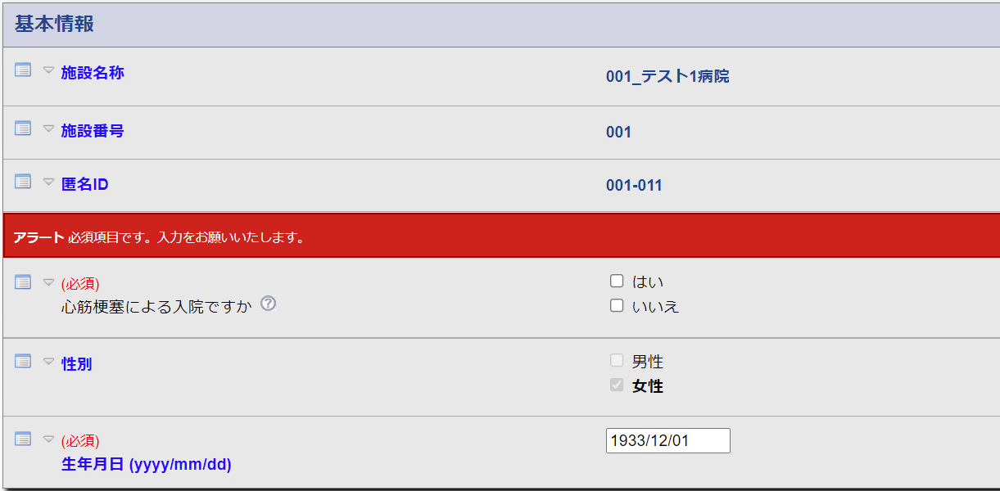 基本情報
施設名称
001_テスト1病院
施設番号
001
匿名ID
001-011
アラート 必須項目です。入力をお願いいたします。
(必須)
心筋梗塞による入院ですか ?
はい
いいえ
性別
男性
女性
(必須)
生年月日 (yyyy/mm/dd)
1933/12/01